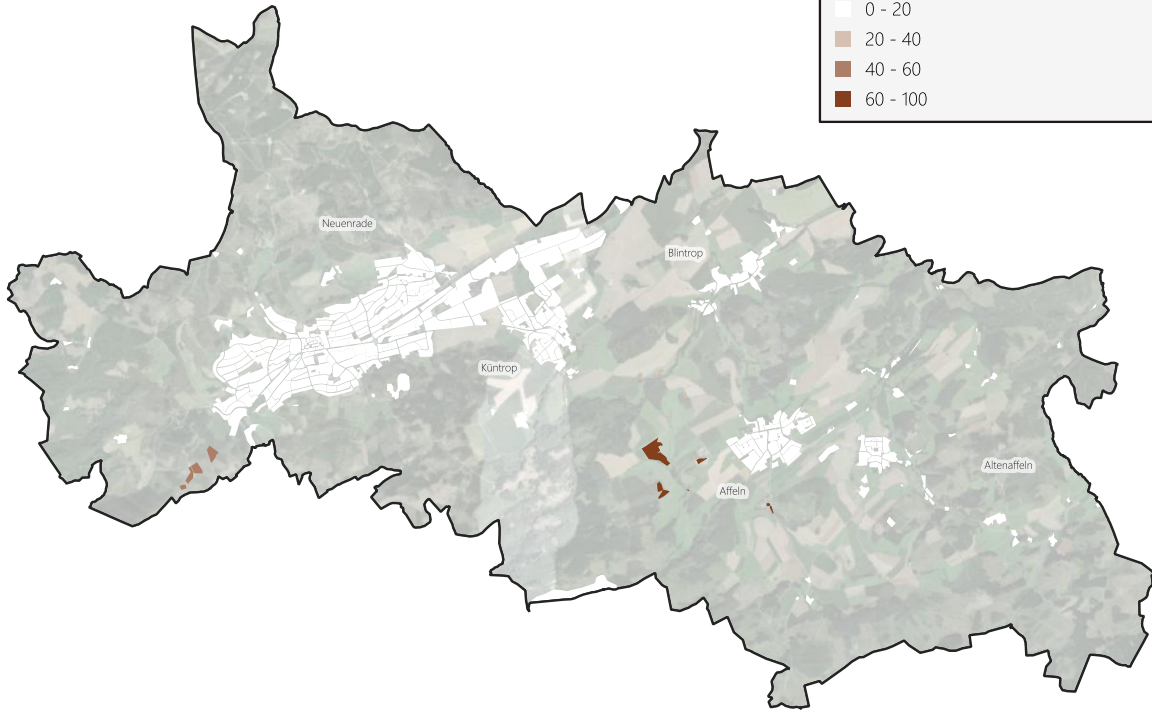 0 - 20
20 - 40
40 - 60
60 - 100
Neuenrade
Blintrop
Küntrop
Altenaffeln
Affeln